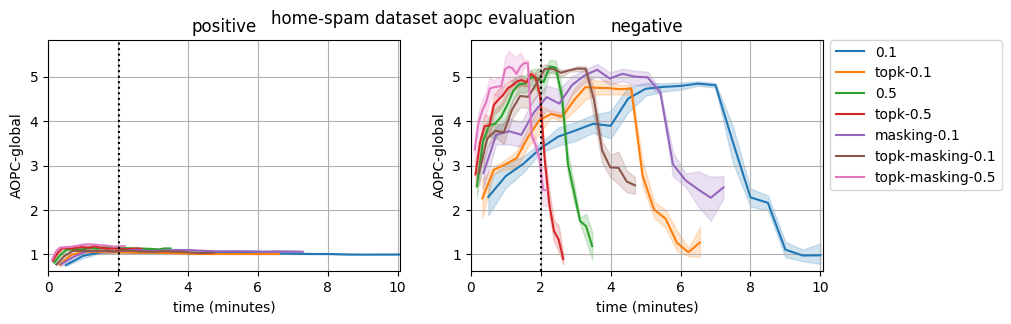 home-spam dataset aopc evaluation
positive
AOPC-global
5
4
3
2
1
0 2 4 6 8 10
time (minutes)
negative
AOPC-global
5
4
3
2
1
0 2 4 6 8 10
time (minutes)
0.1
topk-0.1
0.5
topk-0.5
masking-0.1
topk-masking-0.1
topk-masking-0.5